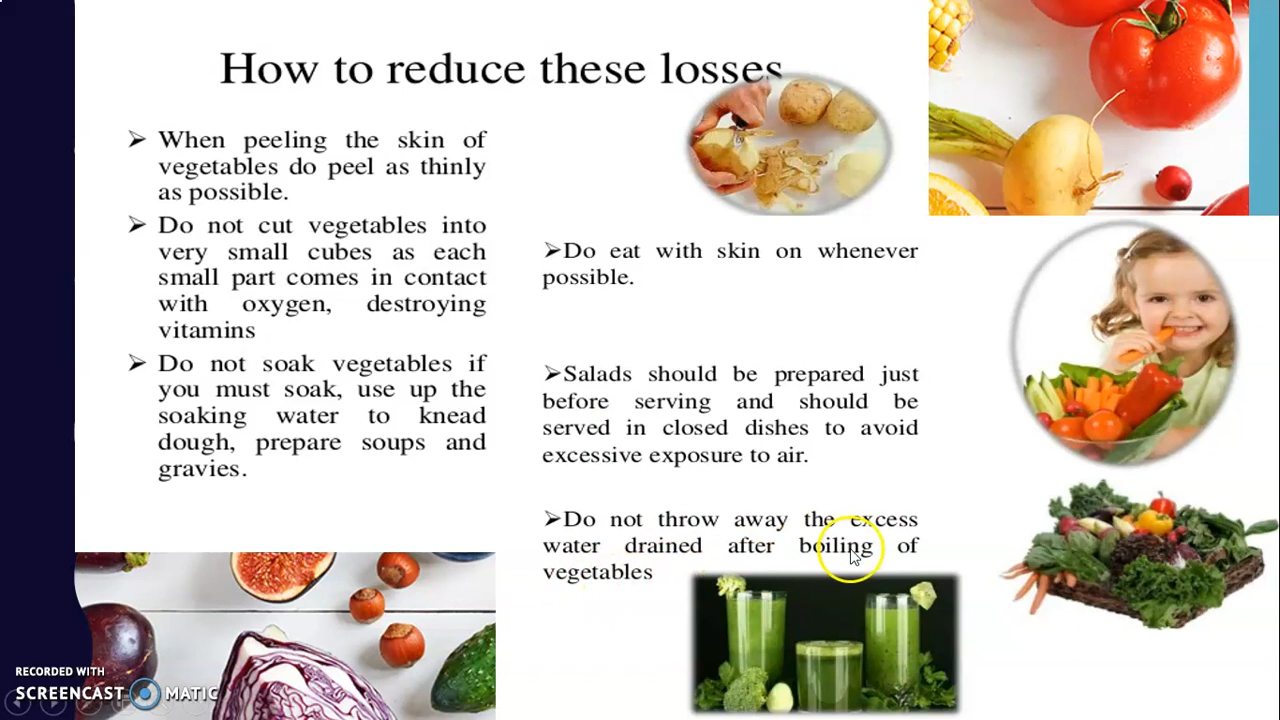 How to reduce these losses
➢ When peeling the skin of
vegetables do peel as thinly
as possible.
➢ Do not cut vegetables into
very small cubes as each
small part comes in contact
with oxygen, destroying
vitamins
➢ Do not soak vegetables if
you must soak, use up the
soaking water to knead
dough, prepare soups and
gravies.
➢Do eat with skin on whenever
possible.
➢Salads should be prepared just
before serving and should be
served in closed dishes to avoid
excessive exposure to air.
➢Do not throw away the excess
water drained after boiling of
vegetables
RECORDED WITH
SCREENCAST MATIC